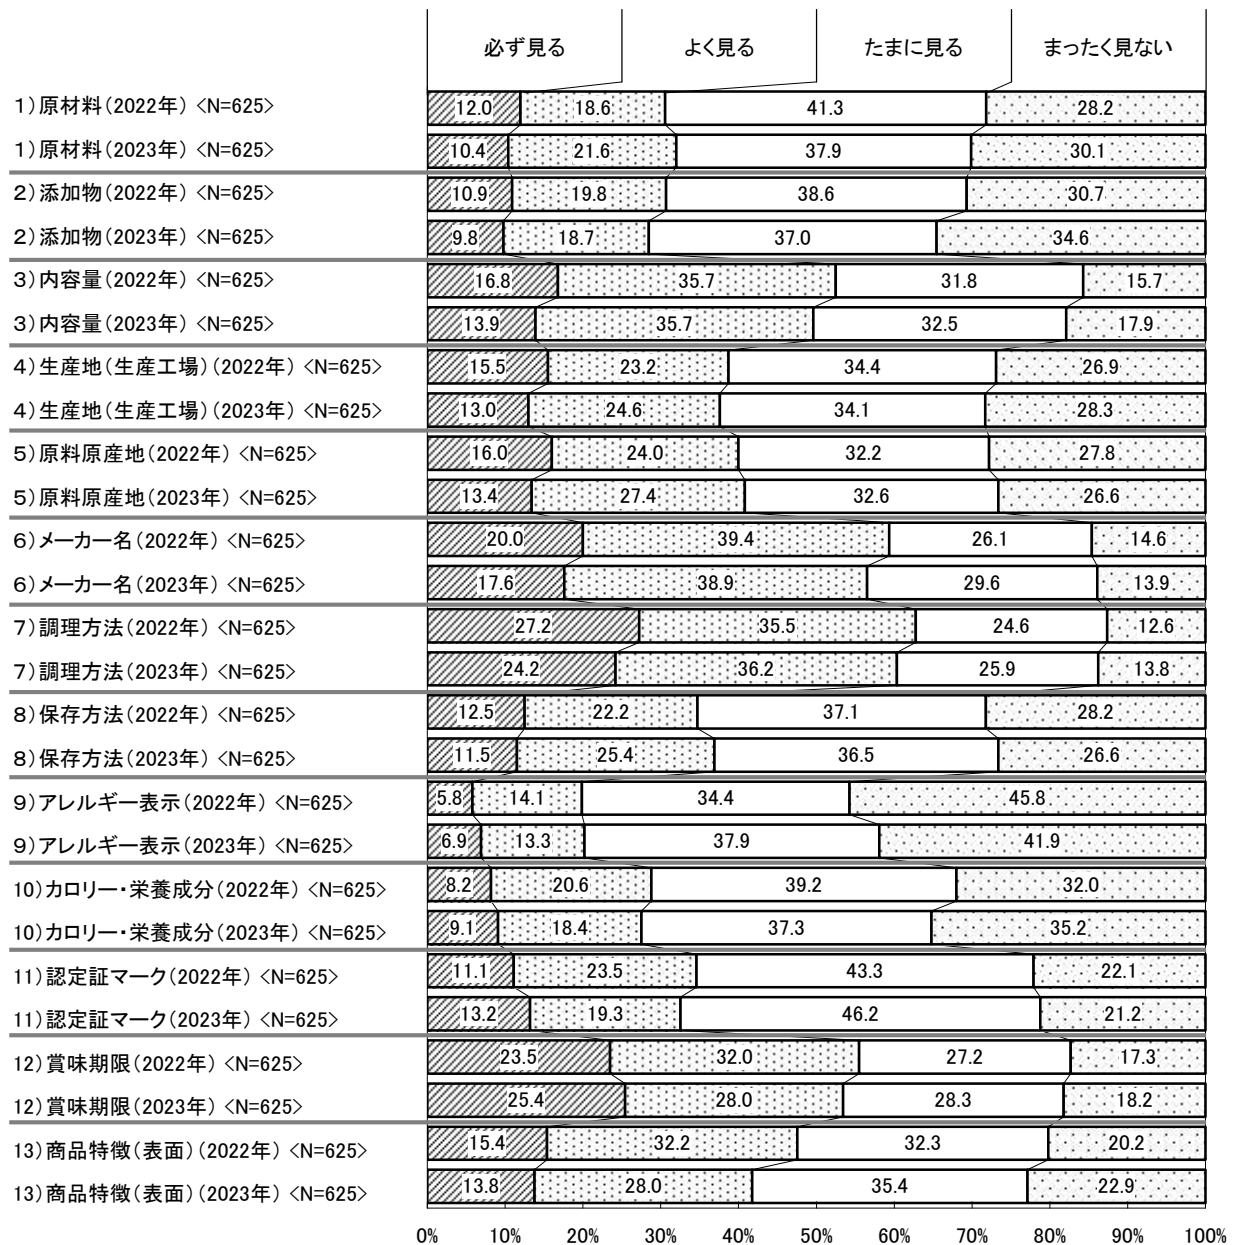 必ず見る よく見る たまに見る まったく見ない
1)原材料(2022年) <N=625> 12.0 18.6 41.3 28.2
1)原材料(2023年) <N=625> 10.4 21.6 37.9 30.1
2)添加物(2022年) <N=625> 10.9 19.8 38.6 30.7
2)添加物(2023年) <N=625> 9.8 18.7 37.0 34.6
3)内容量(2022年) <N=625> 16.8 35.7 31.8 15.7
3)内容量(2023年) <N=625> 13.9 35.7 32.5 17.9
4)生産地(生産工場)(2022年) <N=625> 15.5 23.2 34.4 26.9
4)生産地(生産工場)(2023年) <N=625> 13.0 24.6 34.1 28.3
5)原料原産地(2022年) <N=625> 16.0 24.0 32.2 27.8
5)原料原産地(2023年) <N=625> 13.4 27.4 32.6 26.6
6)メーカー名(2022年) <N=625> 20.0 39.4 26.1 14.6
6)メーカー名(2023年) <N=625> 17.6 38.9 29.6 13.9
7)調理方法(2022年) <N=625> 27.2 35.5 24.6 12.6
7)調理方法(2023年) <N=625> 24.2 36.2 25.9 13.8
8)保存方法(2022年) <N=625> 12.5 22.2 37.1 28.2
8)保存方法(2023年) <N=625> 11.5 25.4 36.5 26.6
9)アレルギー表示(2022年) <N=625> 5.8 14.1 34.4 45.8
9)アレルギー表示(2023年) <N=625> 6.9 13.3 37.9 41.9
10)カロリー・栄養成分(2022年) <N=625> 8.2 20.6 39.2 32.0
10)カロリー・栄養成分(2023年) <N=625> 9.1 18.4 37.3 35.2
11)認定証マーク(2022年) <N=625> 11.1 23.5 43.3 22.1
11)認定証マーク(2023年) <N=625> 13.2 19.3 46.2 21.2
12)賞味期限(2022年) <N=625> 23.5 32.0 27.2 17.3
12)賞味期限(2023年) <N=625> 25.4 28.0 28.3 18.2
13)商品特徴(表面)(2022年) <N=625> 15.4 32.2 32.3 20.2
13)商品特徴(表面)(2023年) <N=625> 13.8 28.0 35.4 22.9
0% 10% 20% 30% 40% 50% 60% 70% 80% 90% 100%